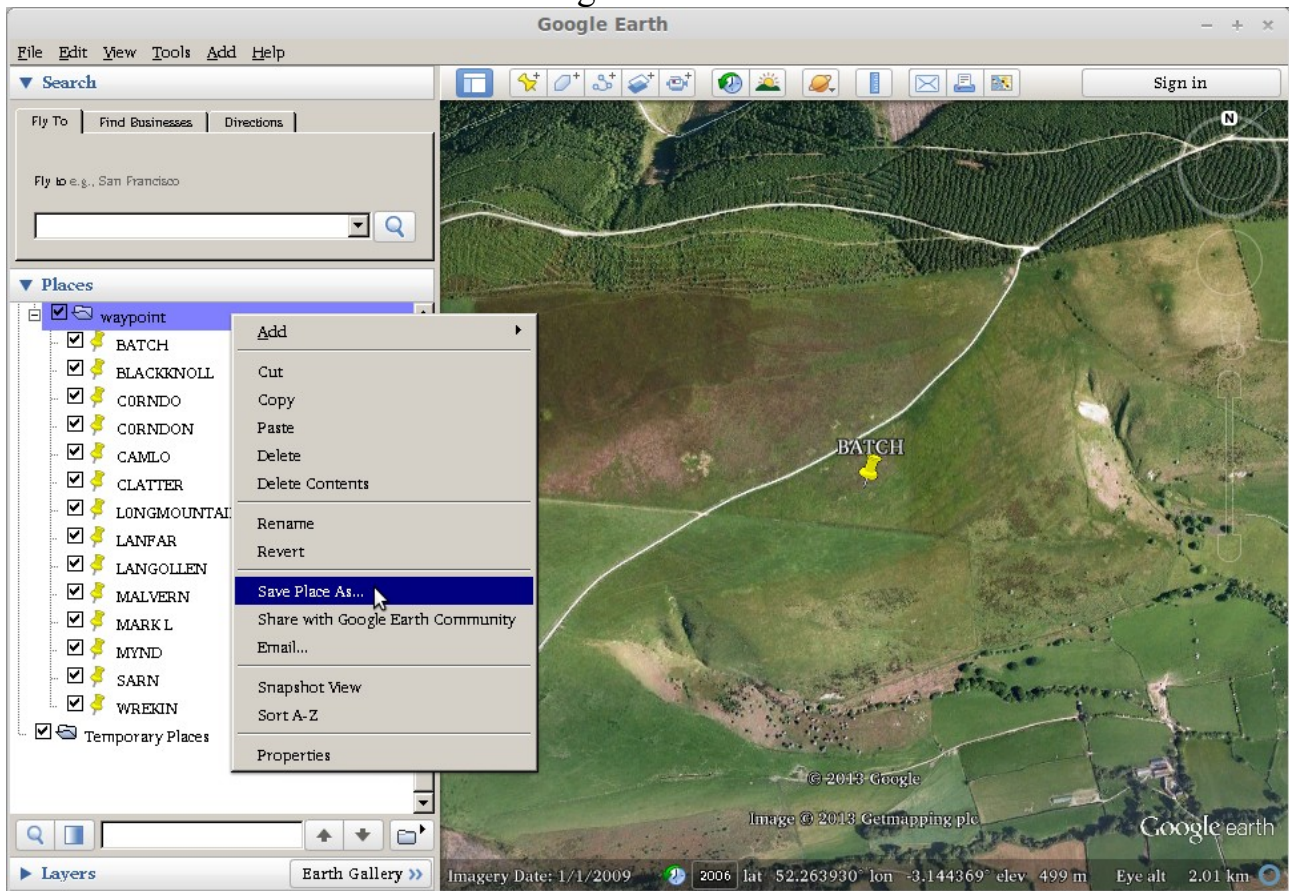 Google Earth
File Edit View Tools Add Help
Search
Sign in
Fly To Find Businesses Directions
Fly to e.g., San Francisco
Places
waypoint
BATCH
BLACKKNOLL
C0RNDO
C0RNDON
CAMLO
CLATTER
L0NGMOUNTAI
LANFAR
LANGOLLEN
MALVERN
MARK L
MYND
SARN
WREKIN
Temporary Places
Add
Cut
Copy
Paste
Delete
Delete Contents
Rename
Revert
Save Place As...
Share with Google Earth Community
Email...
Snapshot View
Sort A-Z
Properties
N
BATCH
© 2013 Google
Image © 2013 Getmapping plc
Google earth
Layers
Earth Gallery »
Imagery Date: 1/1/2009 2006 lat 52.263930° lon -3.144369° elev 499 m Eye alt 2.01 km